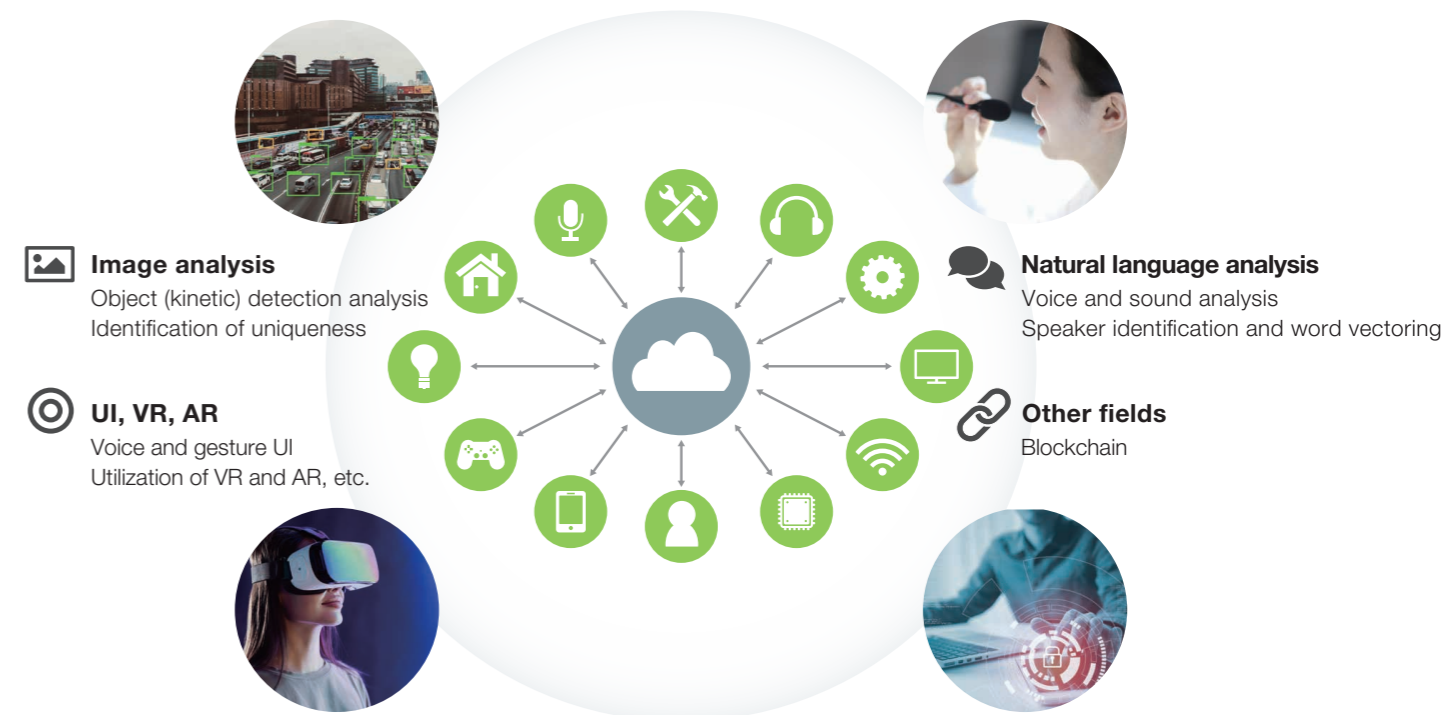 Image analysis
Object (kinetic) detection analysis
Identification of uniqueness
Natural language analysis
Voice and sound analysis
Speaker identification and word vectoring
UI, VR, AR
Voice and gesture UI
Utilization of VR and AR, etc.
Other fields
Blockchain